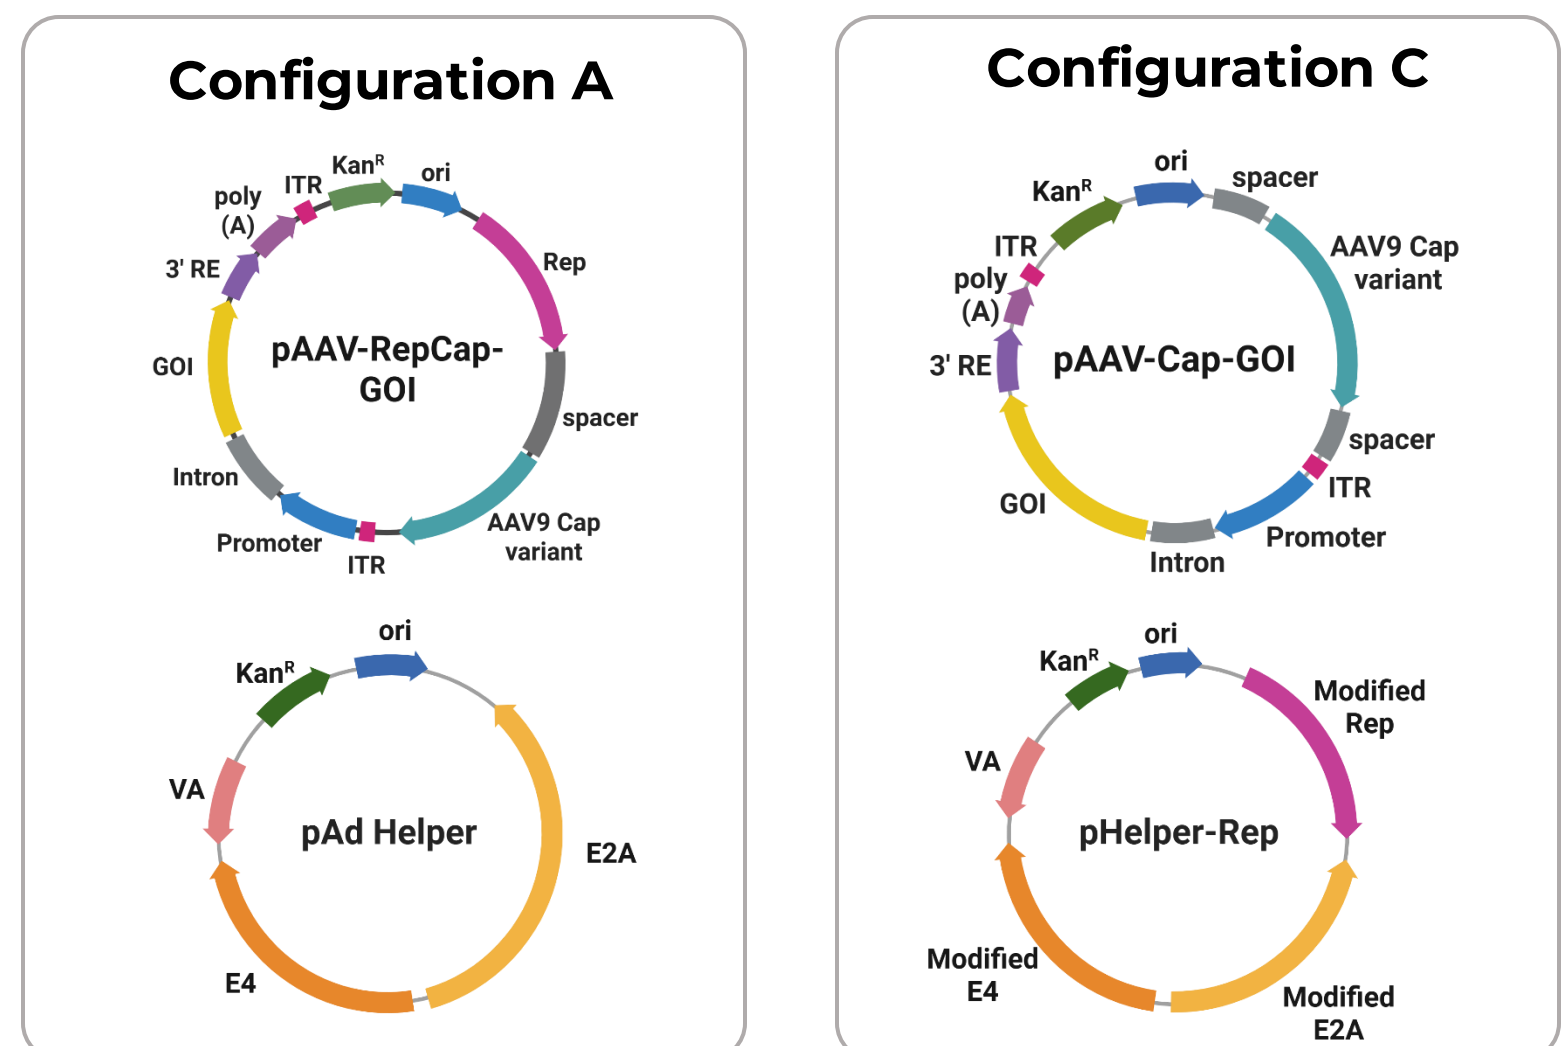 Configuration A
Kan^R
ori
ITR
poly
(A)
Rep
3' RE
pAAV-RepCap-
GOI
GOI
spacer
Intron
AAV9 Cap
variant
Promoter
ITR
ori
Kan^R
VA
pAd Helper
E2A
E4
Configuration C
ori
spacer
Kan^R
AAV9 Cap
variant
ITR
poly
(A)
3' RE
pAAV-Cap-GOI
spacer
ITR
GOI
Promoter
Intron
ori
Kan^R
Modified
Rep
VA
pHelper-Rep
Modified
E4
Modified
E2A